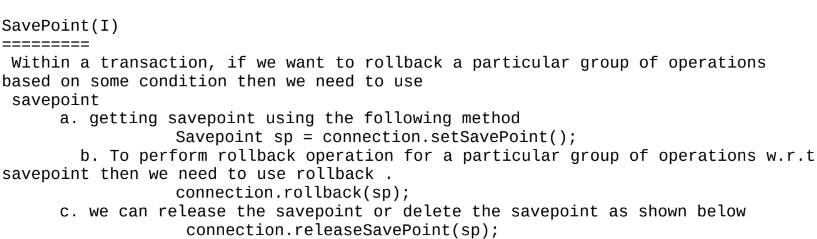 SavePoint(I)
=========
Within a transaction, if we want to rollback a particular group of operations
based on some condition then we need to use
savepoint
a. getting savepoint using the following method
Savepoint sp = connection.setSavePoint();
b. To perform rollback operation for a particular group of operations w.r.t
savepoint then we need to use rollback .
connection.rollback(sp);
c. we can release the savepoint or delete the savepoint as shown below
connection.releaseSavePoint(sp);